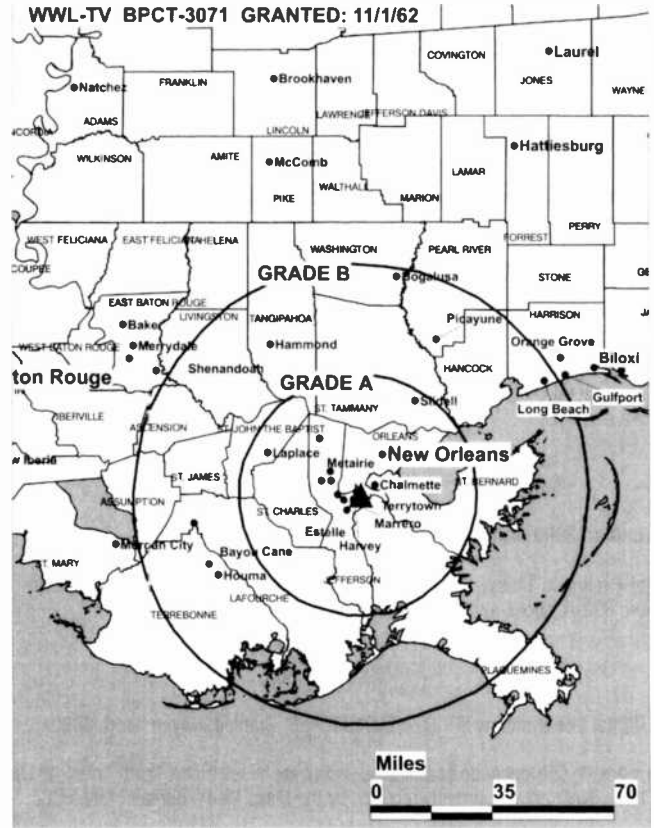 WWL-TV BPCT-3071 GRANTED: 11/1/62
COVINGTON
Laurel
FRANKLIN
Brookhaven
JONES
WAYNE
Natchez
ADAMS
LAWRENCE
JEFFERSON DAVIS
NCORDIA
LINCOLN
Hattiesburg
WILKINSON
AMITE
McComb
LAMAR
PIKE
WALTHALL
MARION
PERRY
WEST FELICIANA
EAST FELICIANA
HELENA
WASHINGTON
PEARL RIVER
FORREST
COUPEE
GRADE B
Bogalusa
STONE
GE
EAST BATON ROUGE
LIVINGSTON
TANGIPAHOA
HARRISON
JA
Baker
Picayune
WEST BATON ROUGE
Merrydale
Hammond
Orange Grove
HANCOCK
Biloxi
ton Rouge
Shenandoah
GRADE A
Gulfport
IBERVILLE
ST. TAMMANY
Slidell
Long Beach
ASCENSION
ST. JOHN THE BAPTIST
ORLEANS
w Iberia
Laplace
Metairie
New Orleans
ST. JAMES
Chalmette
ST BERNARD
ASSUMPTION
ST. CHARLES
Terrytown
Estelle
Marrero
Morgan City
Bayou Cane
Harvey
ST MARY
Houma
JEFFERSON
LAFOURCHE
TERREBONNE
PLAQUEMINES
Miles
0 35 70